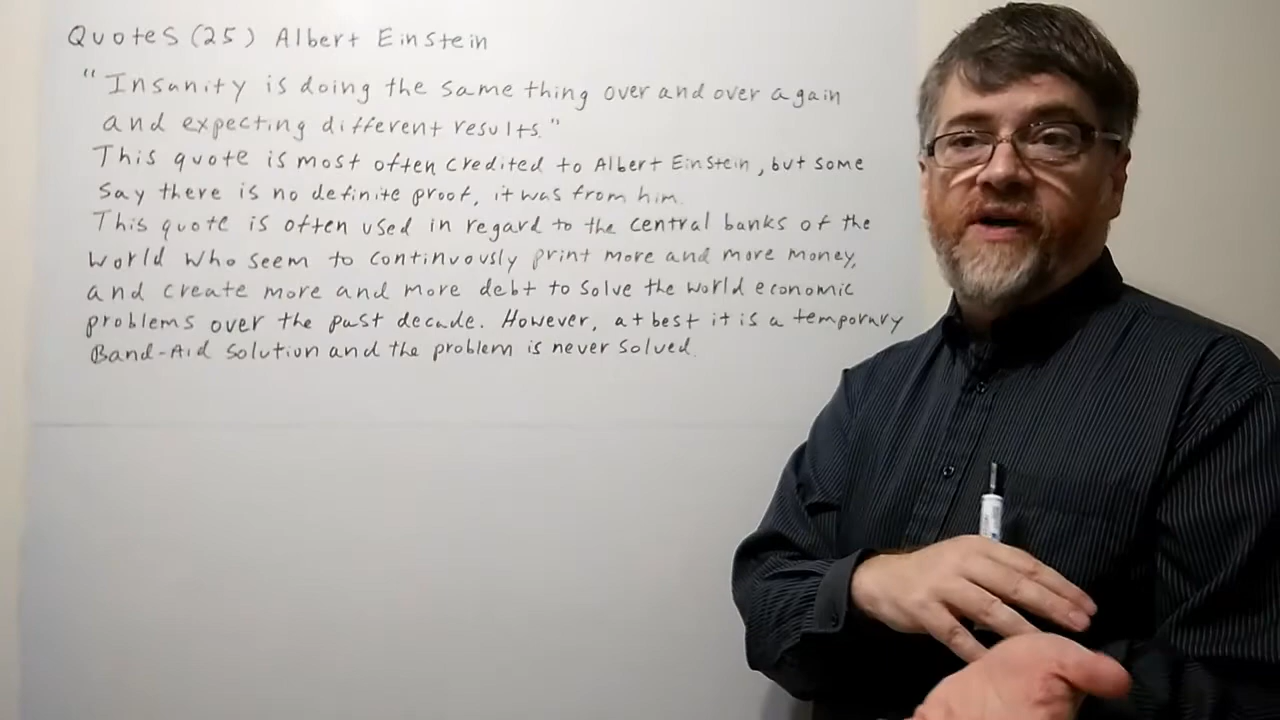 Quotes (25) Albert Einstein
"Insanity is doing the same thing over and over again
and expecting different results."
This quote is most often credited to Albert Einstein, but some
say there is no definite proof, it was from him.
This quote is often used in regard to the central banks of the
world who seem to continuously print more and more money,
and create more and more debt to solve the world economic
problems over the past decade. However, at best it is a temporary
Band-Aid solution and the problem is never solved.